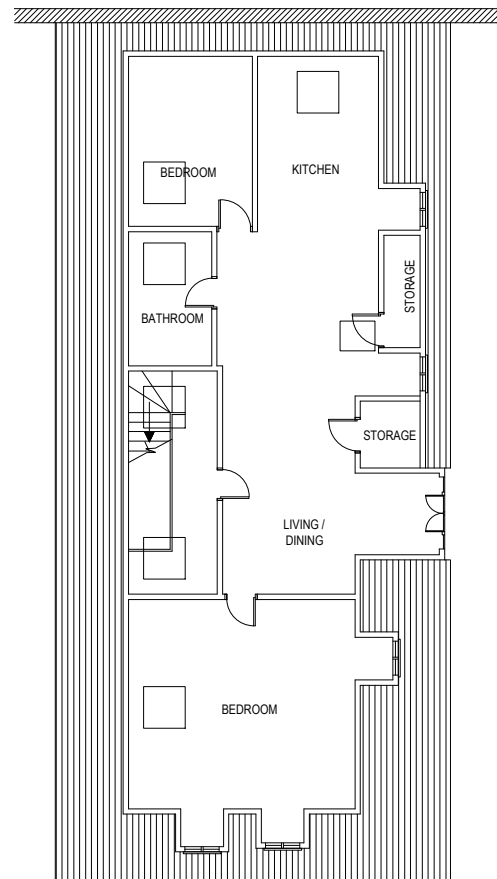 BEDROOM
KITCHEN
STORAGE
BATHROOM
STORAGE
LIVING /
DINING
BEDROOM